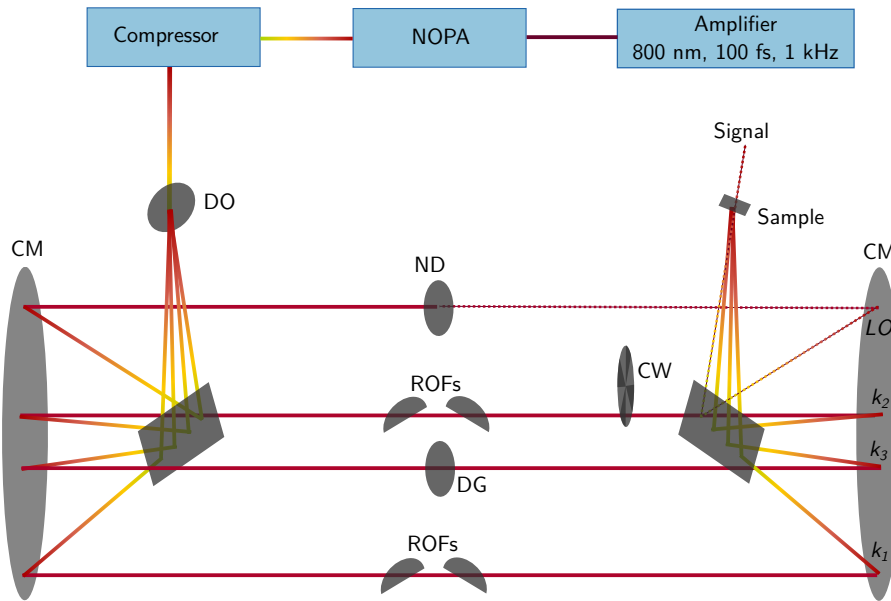 Compressor
NOPA
Amplifier
800 nm, 100 fs, 1 kHz
Signal
DO
Sample
CM
ND
CM
LO
ROFs
CW
k2
k3
DG
ROFs
k1